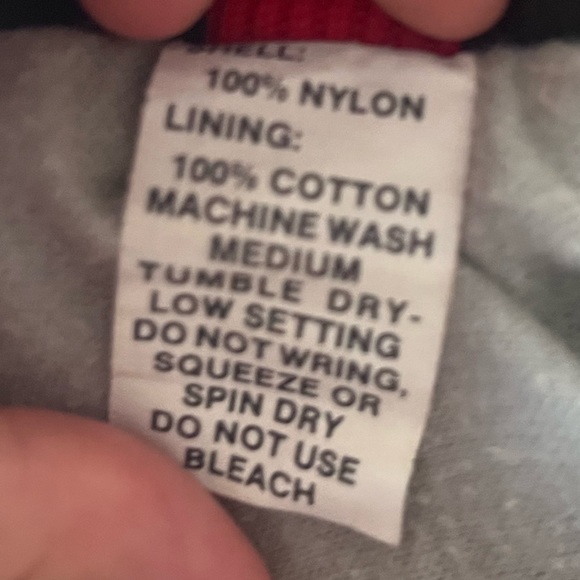 SHELL:
100% NYLON
LINING:
100% COTTON
MACHINE WASH
MEDIUM
TUMBLE DRY-
LOW SETTING
DO NOT WRING,
SQUEEZE OR
SPIN DRY
DO NOT USE
BLEACH